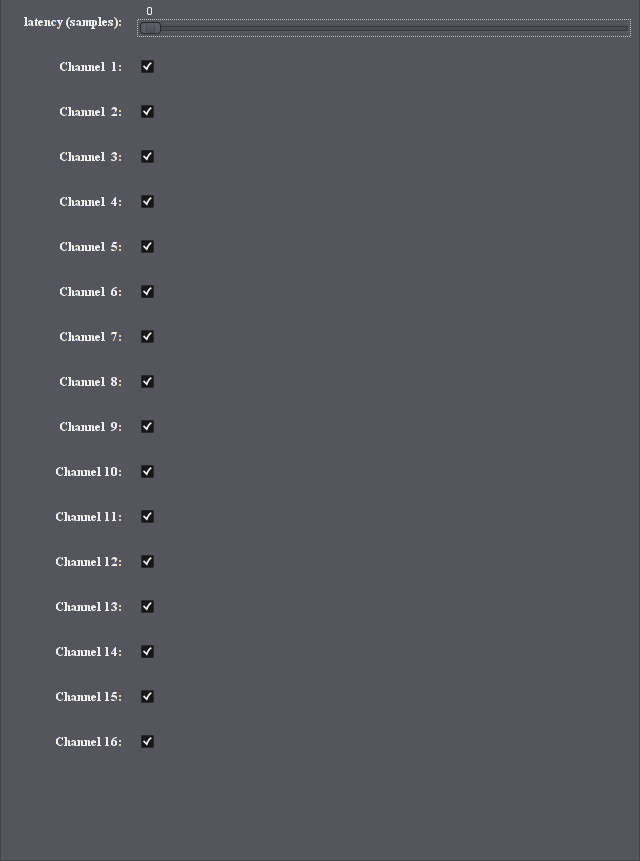 0
latency (samples):
Channel  1:
Channel  2:
Channel  3:
Channel  4:
Channel  5:
Channel  6:
Channel  7:
Channel  8:
Channel  9:
Channel 10:
Channel 11:
Channel 12:
Channel 13:
Channel 14:
Channel 15:
Channel 16: